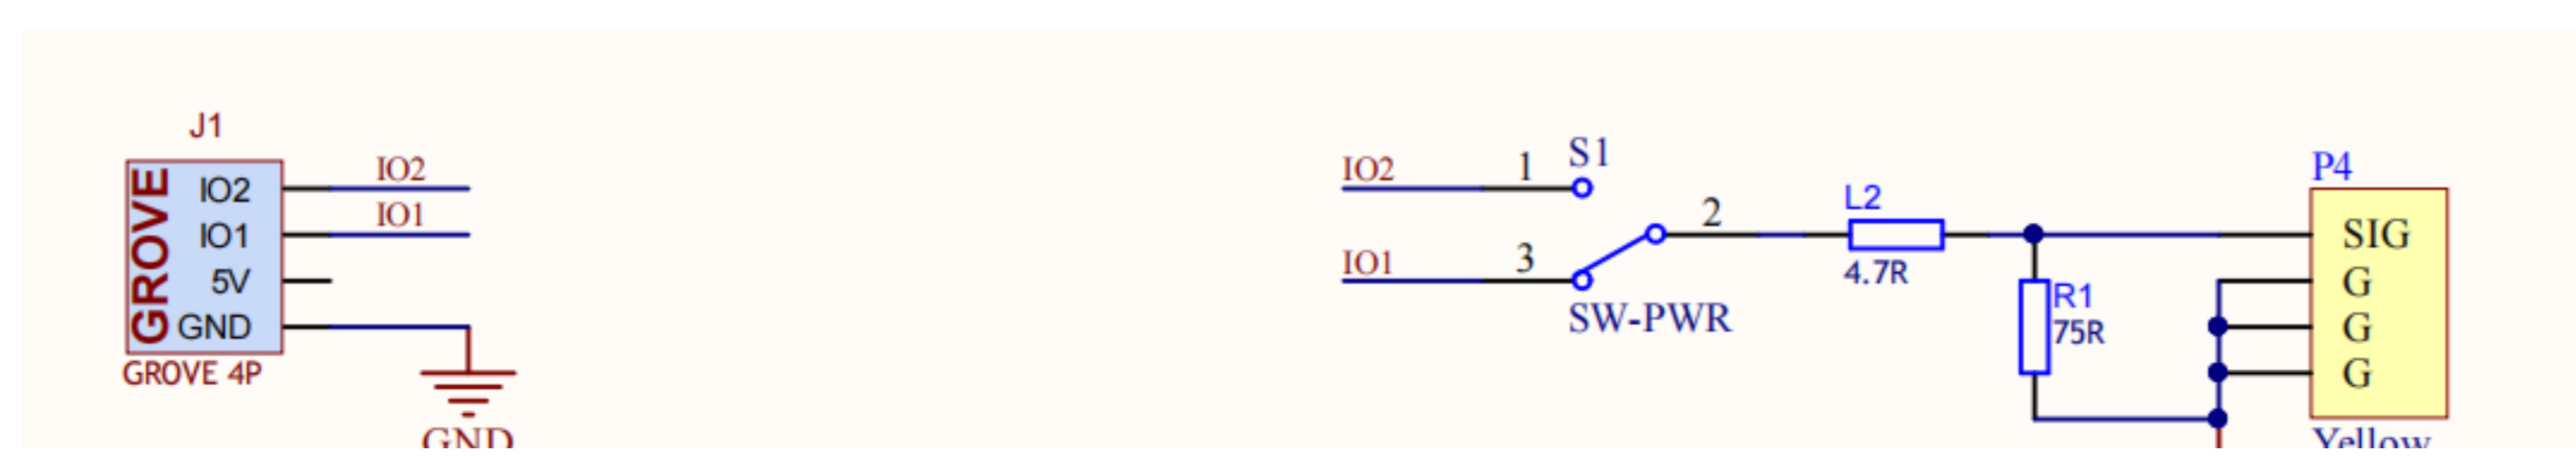 J1
GROVE
IO2
IO1
5V
GND
GROVE 4P
IO2
IO1
GND
IO2
1
S1
IO1
3
2
SW-PWR
L2
4.7R
R1
75R
P4
SIG
G
G
G
Yellow